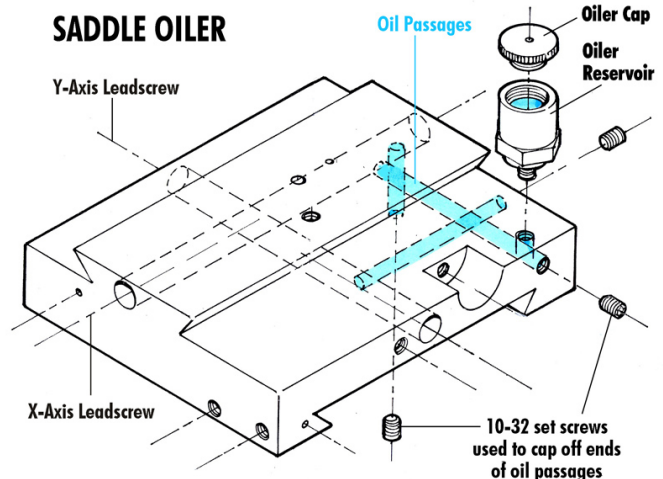 SADDLE OILER
Oil Passages
Oiler Cap
Oiler
Reservoir
Y-Axis Leadscrew
X-Axis Leadscrew
10-32 set screws
used to cap off ends
of oil passages